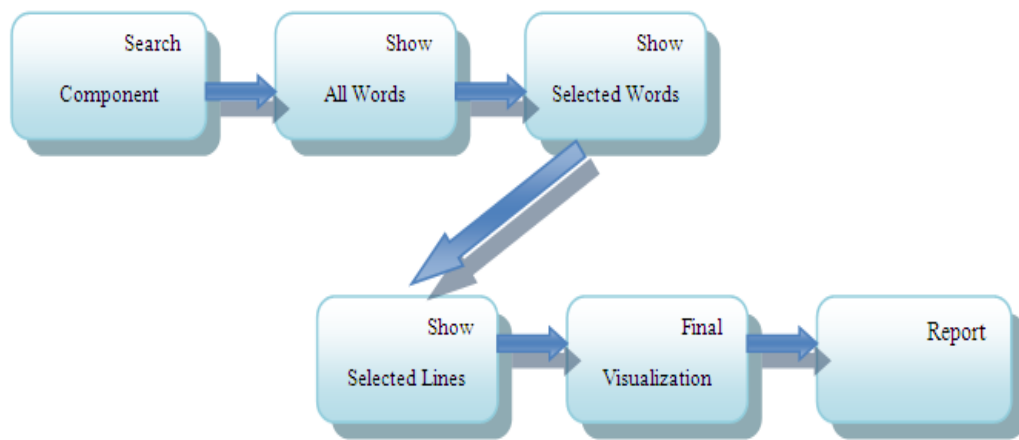 Search
Component
Show
All Words
Show
Selected Words
Show
Selected Lines
Final
Visualization
Report